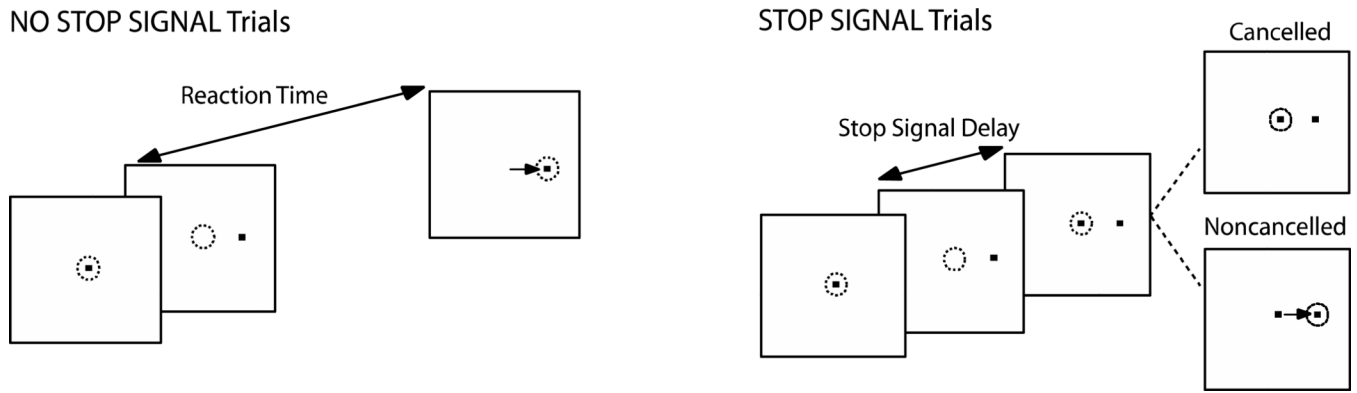 NO STOP SIGNAL Trials
Reaction Time
STOP SIGNAL Trials
Stop Signal Delay
Cancelled
Noncancelled